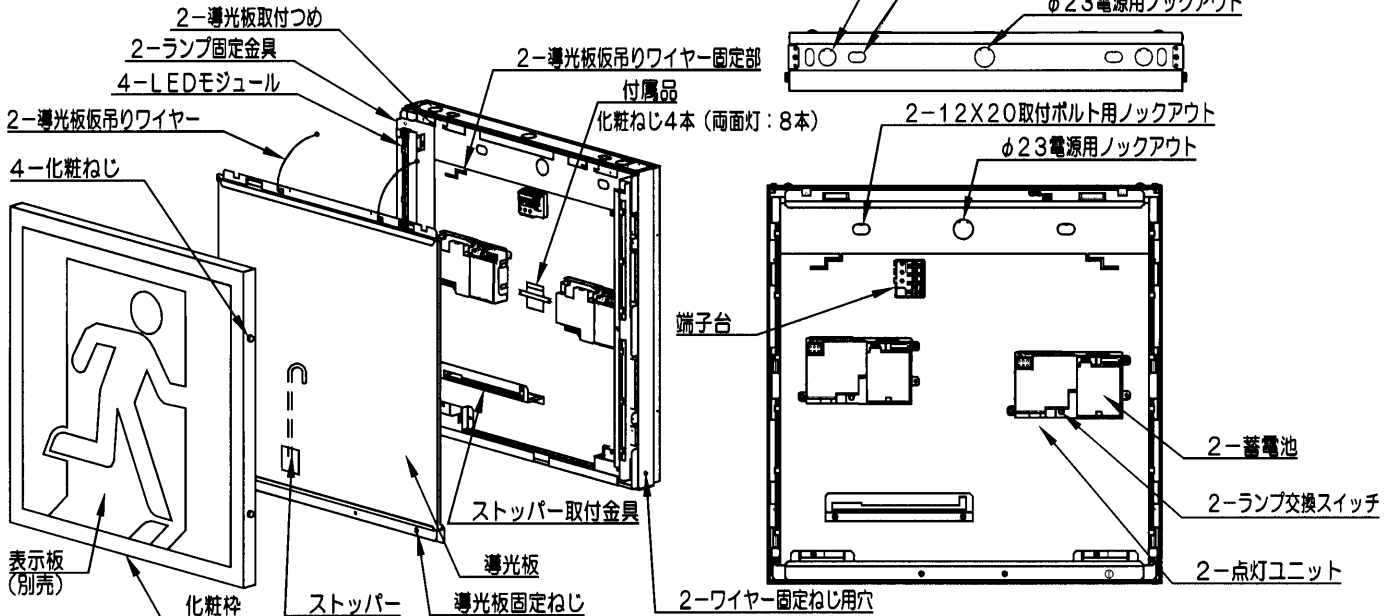 2-導光板取付つめ
2-ランプ固定金具
4-LEDモジュール
2-導光板仮吊りワイヤー
4-化粧ねじ
2-導光板仮吊りワイヤー固定部
付属品
化粧ねじ4本(両面灯:8本)
φ23電源用ノックアウト
2-12X20取付ボルト用ノックアウト
φ23電源用ノックアウト
端子台
2-蓄電池
2-ランプ交換スイッチ
2-点灯ユニット
ストッパー取付金具
導光板
表示板
(別売)
化粧枠
ストッパー
導光板固定ねじ
2-ワイヤー固定ねじ用穴